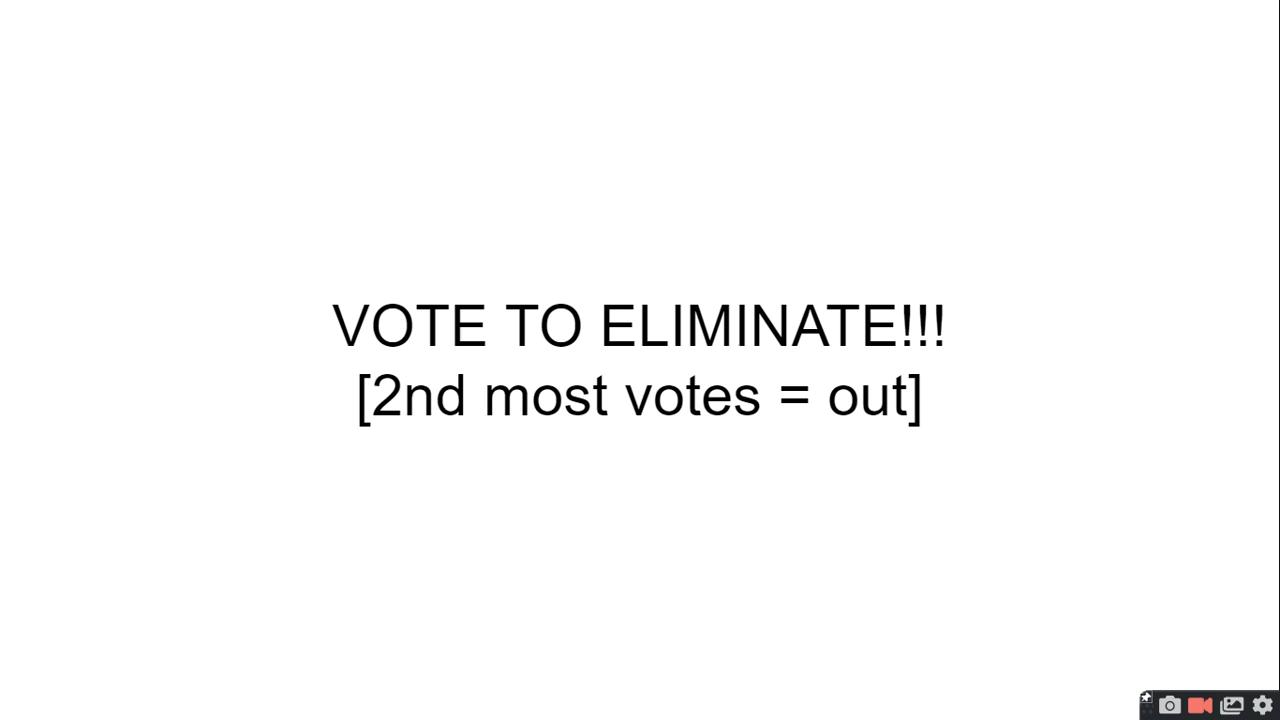 VOTE TO ELIMINATE!!!
[2nd most votes = out]